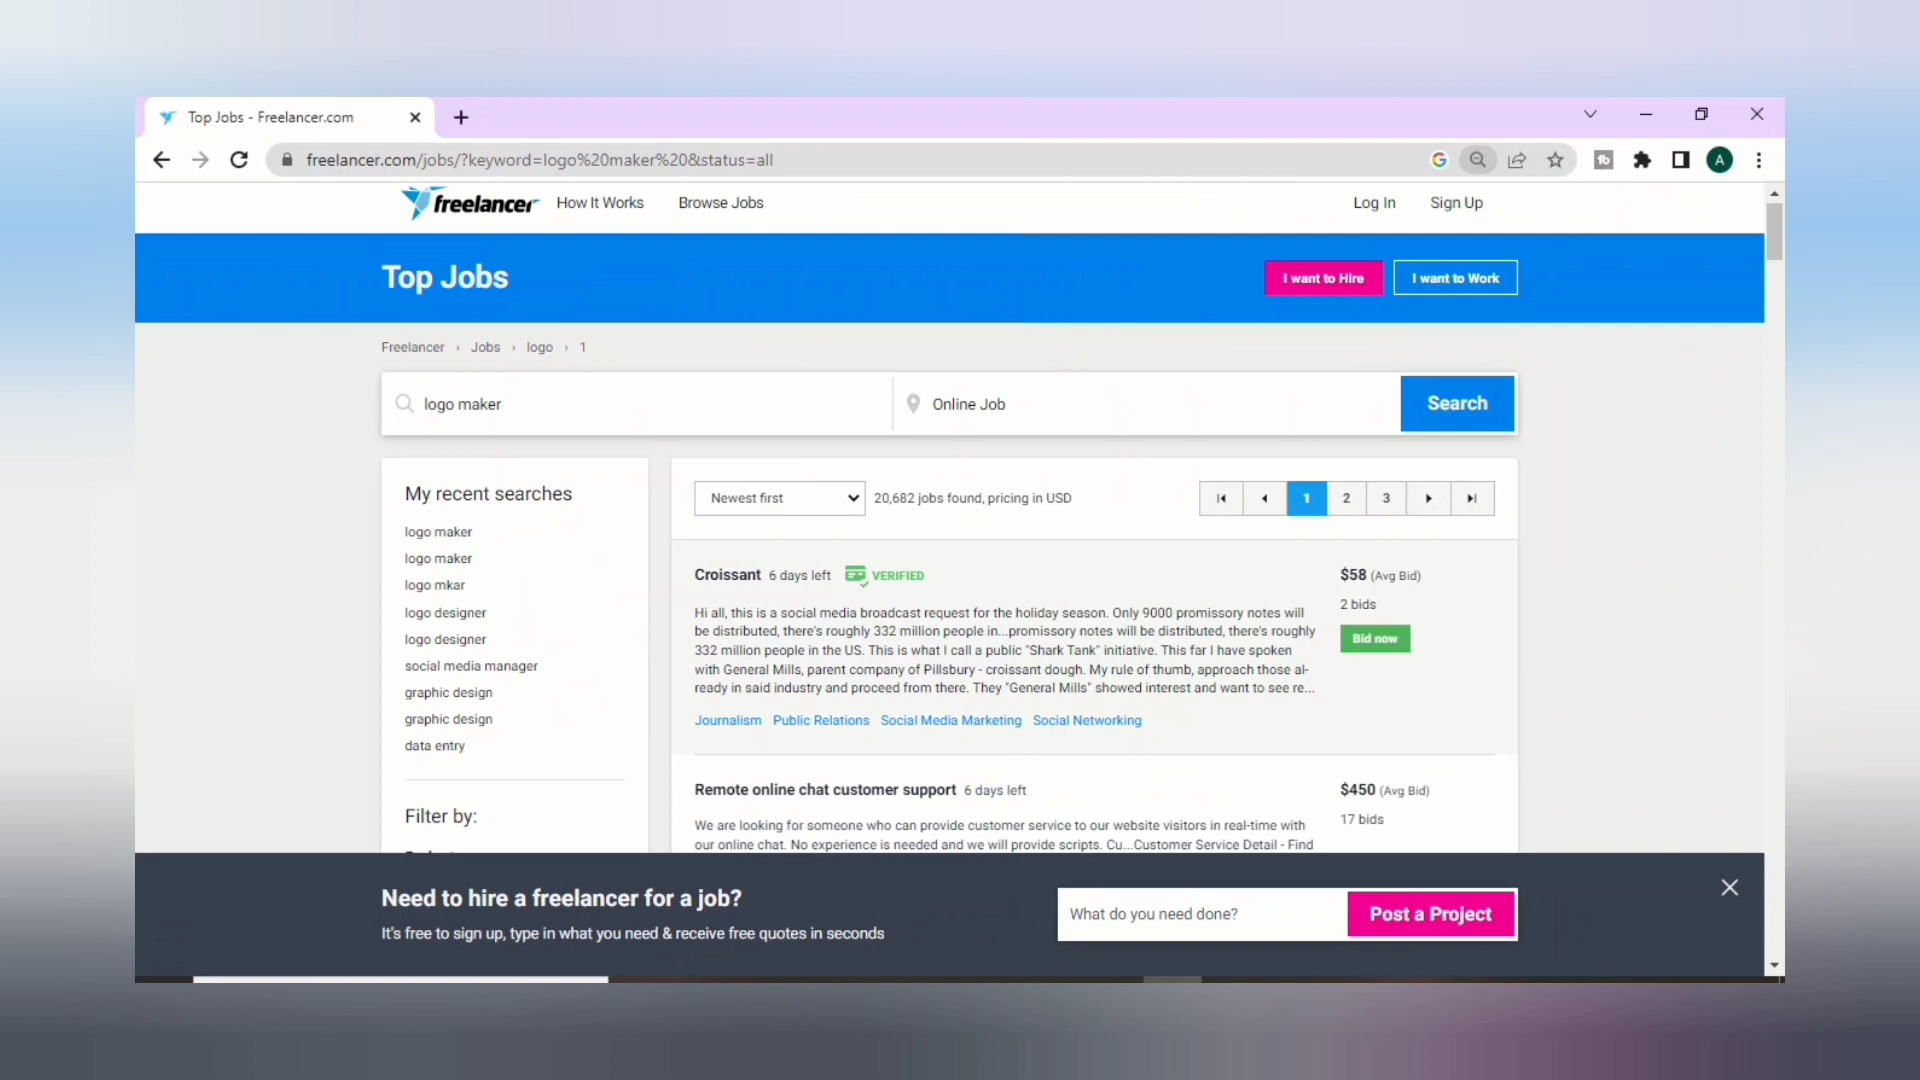 Top Jobs - Freelancer.com
freelancer.com/jobs/?keyword=logo%20maker%20&status=all
A
freelancer How It Works Browse Jobs Log In Sign Up
Top Jobs
I want to Hire I want to Work
Freelancer › Jobs › logo › 1
logo maker
Online Job
Search
My recent searches
logo maker
logo maker
logo mkar
logo designer
logo designer
social media manager
graphic design
graphic design
data entry
Filter by:
Newest first
20,682 jobs found, pricing in USD
1 2 3
Croissant 6 days left VERIFIED
$58 (Avg Bid)
2 bids
Bid now
Hi all, this is a social media broadcast request for the holiday season. Only 9000 promissory notes will
be distributed, there's roughly 332 million people in...promissory notes will be distributed, there's roughly
332 million people in the US. This is what I call a public "Shark Tank" initiative. This far I have spoken
with General Mills, parent company of Pillsbury - croissant dough. My rule of thumb, approach those al-
ready in said industry and proceed from there. They "General Mills" showed interest and want to see re...
Journalism Public Relations Social Media Marketing Social Networking
Remote online chat customer support 6 days left
$450 (Avg Bid)
17 bids
We are looking for someone who can provide customer service to our website visitors in real-time with
our online chat. No experience is needed and we will provide scripts. Cu...Customer Service Detail - Find
Need to hire a freelancer for a job?
It's free to sign up, type in what you need & receive free quotes in seconds
What do you need done?
Post a Project